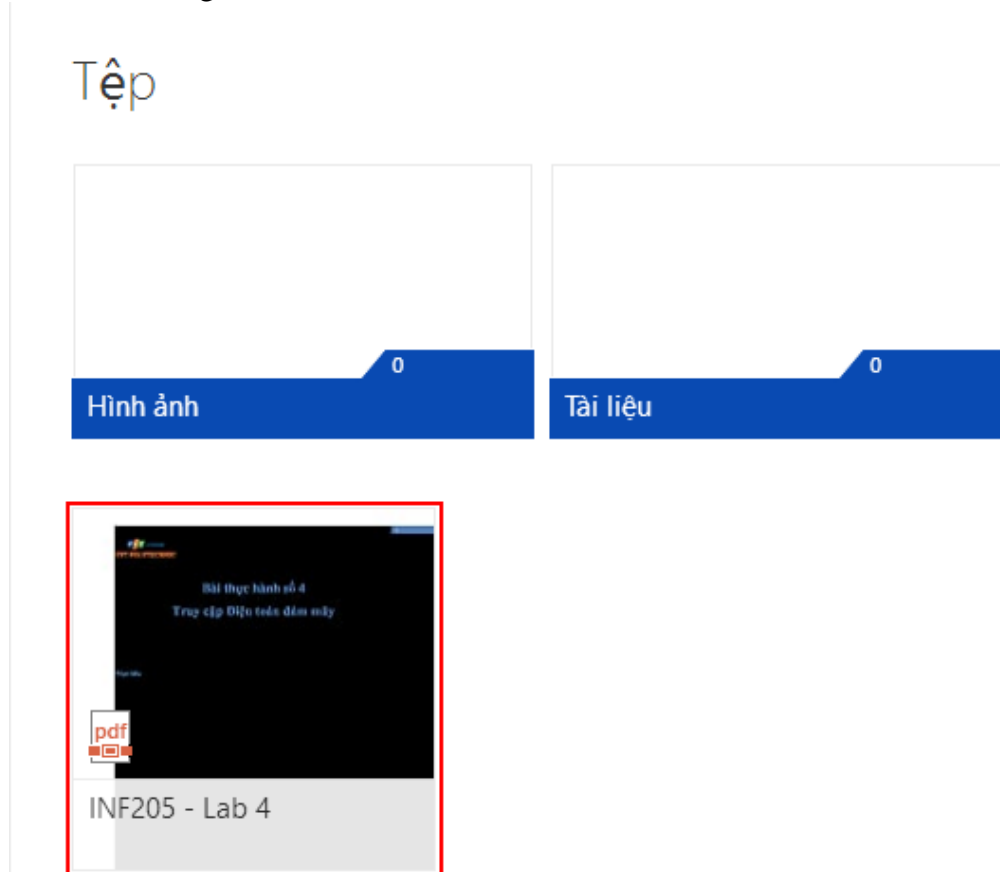 Tệp
0
0
Hình ảnh
Tài liệu
Bài thực hành số 4
Truy cập Điện toán đám mây
pdf
INF205 - Lab 4